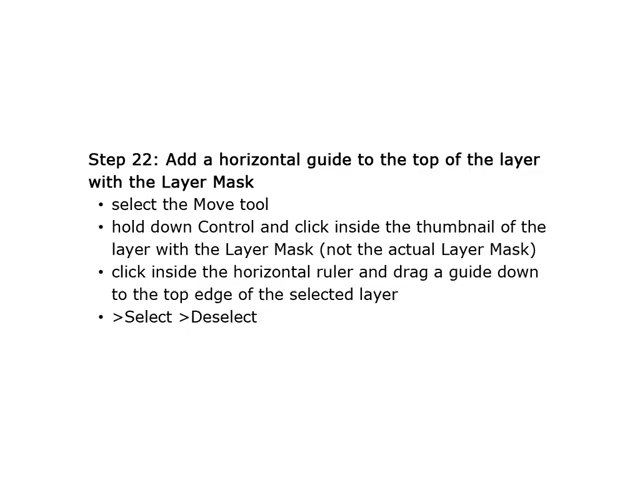 Step 22: Add a horizontal guide to the top of the layer
with the Layer Mask
• select the Move tool
• hold down Control and click inside the thumbnail of the
layer with the Layer Mask (not the actual Layer Mask)
• click inside the horizontal ruler and drag a guide down
to the top edge of the selected layer
• >Select >Deselect